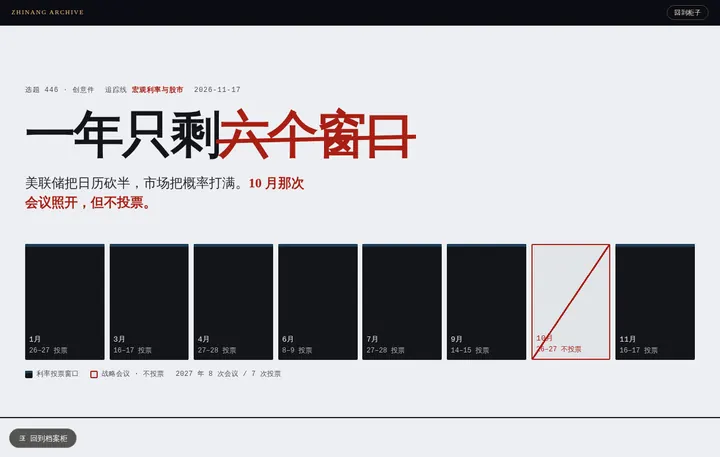 ZHINANG ARCHIVE
回到柜子
选题 446 · 创意件 追踪线 宏观利率与股市 2026-11-17
一年只剩六个窗口
美联储把日历砍半，市场把概率打满。10 月那次
会议照开，但不投票。
1月
26-27 投票
3月
16-17 投票
4月
27-28 投票
6月
8-9 投票
7月
27-28 投票
9月
14-15 投票
10月
26-27 不投票
11月
16-17 投票
利率投票窗口 战略会议 · 不投票 2027 年 8 次会议 / 7 次投票
回到档案柜